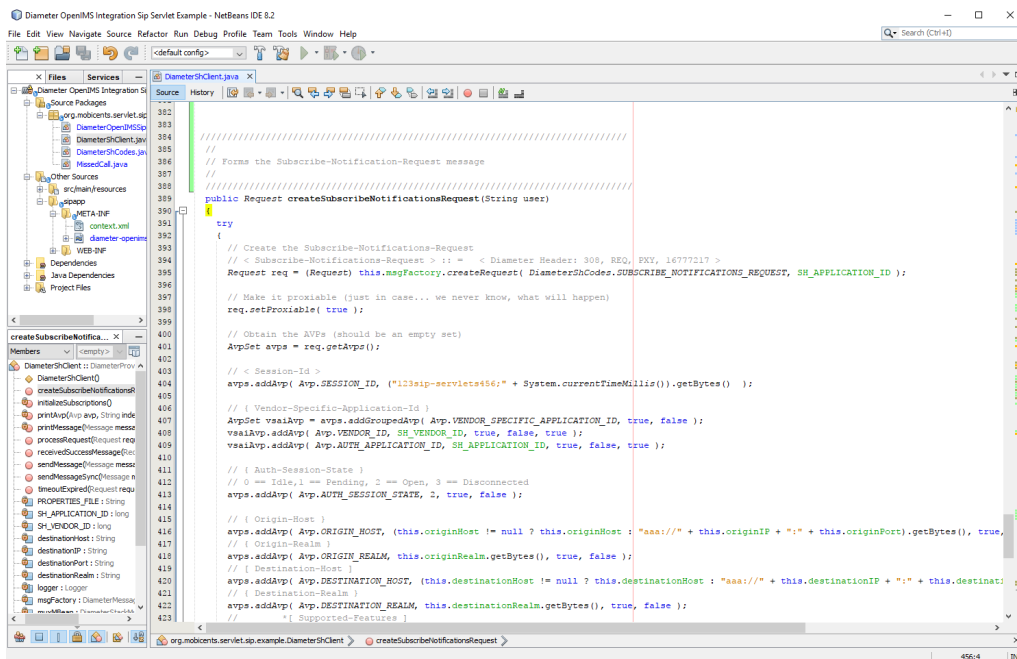 Diameter OpenIMS Integration Sip Servlet Example - NetBeans IDE 8.2
File Edit View Navigate Source Refactor Run Debug Profile Team Tools Window Help
Search (Ctrl+I)
<default config>
Files Services
DiameterShClient.java
Source History
Diameter OpenIMS Integration Si
Source Packages
org.mobicents.servlet.sip
DiameterOpenIMSSip
DiameterShClient.jav
DiameterShCodes.jav
MissedCall.java
Other Sources
src/main/resources
sipapp
META-INF
context.xml
diameter-openims
WEB-INF
Dependencies
Java Dependencies
Project Files
createSubscribeNotifica...
Members <empty>
DiameterShClient :: DiameterProv
DiameterShClient()
createSubscribeNotificationsR
initializeSubscriptions()
printAvp(Avp avp, String inde
printMessage(Message messa
processRequest(Request requ
receivedSuccessMessage(Rec
sendMessage(Message messa
sendMessageSync(Message m
timeoutExpired(Request requ
PROPERTIES_FILE : String
SH_APPLICATION_ID : long
SH_VENDOR_ID : long
destinationHost : String
destinationIP : String
destinationPort : String
destinationRealm : String
logger : Logger
msgFactory : DiameterMessag
muxMBean : DiameterStackM
382
383
384 ///////////////////////////////////////////////////////////////////////////////
385 //
386 // Forms the Subscribe-Notification-Request message
387 //
388 ///////////////////////////////////////////////////////////////////////////////
389 public Request createSubscribeNotificationsRequest(String user)
390 {
391 try
392 {
393 // Create the Subscribe-Notifications-Request
394 // < Subscribe-Notifications-Request > :: = < Diameter Header: 308, REQ, PXY, 16777217 >
395 Request req = (Request) this.msgFactory.createRequest( DiameterShCodes.SUBSCRIBE_NOTIFICATIONS_REQUEST, SH_APPLICATION_ID );
396
397 // Make it proxiable (just in case... we never know, what will happen)
398 req.setProxiable( true );
399
400 // Obtain the AVPs (should be an empty set)
401 AvpSet avps = req.getAvps();
402
403 // < Session-Id >
404 avps.addAvp( Avp.SESSION_ID, ("123sip-servlets456;" + System.currentTimeMillis()).getBytes() );
405
406 // { Vendor-Specific-Application-Id }
407 AvpSet vsaiAvp = avps.addGroupedAvp( Avp.VENDOR_SPECIFIC_APPLICATION_ID, true, false );
408 vsaiAvp.addAvp( Avp.VENDOR_ID, SH_VENDOR_ID, true, false, true );
409 vsaiAvp.addAvp( Avp.AUTH_APPLICATION_ID, SH_APPLICATION_ID, true, false, true );
410
411 // { Auth-Session-State }
412 // 0 == Idle,1 == Pending, 2 == Open, 3 == Disconnected
413 avps.addAvp( Avp.AUTH_SESSION_STATE, 2, true, false );
414
415 // { Origin-Host }
416 avps.addAvp( Avp.ORIGIN_HOST, (this.originHost != null ? this.originHost : "aaa://" + this.originIP + ":" + this.originPort).getBytes(), true,
417 // { Origin-Realm }
418 avps.addAvp( Avp.ORIGIN_REALM, this.originRealm.getBytes(), true, false );
419 // [ Destination-Host ]
420 avps.addAvp( Avp.DESTINATION_HOST, (this.destinationHost != null ? this.destinationHost : "aaa://" + this.destinationIP + ":" + this.destinati
421 // { Destination-Realm }
422 avps.addAvp( Avp.DESTINATION_REALM, this.destinationRealm.getBytes(), true, false );
423 // *[ Supported-Features ]
org.mobicents.servlet.sip.example.DiameterShClient createSubscribeNotificationsRequest
456:4 IN